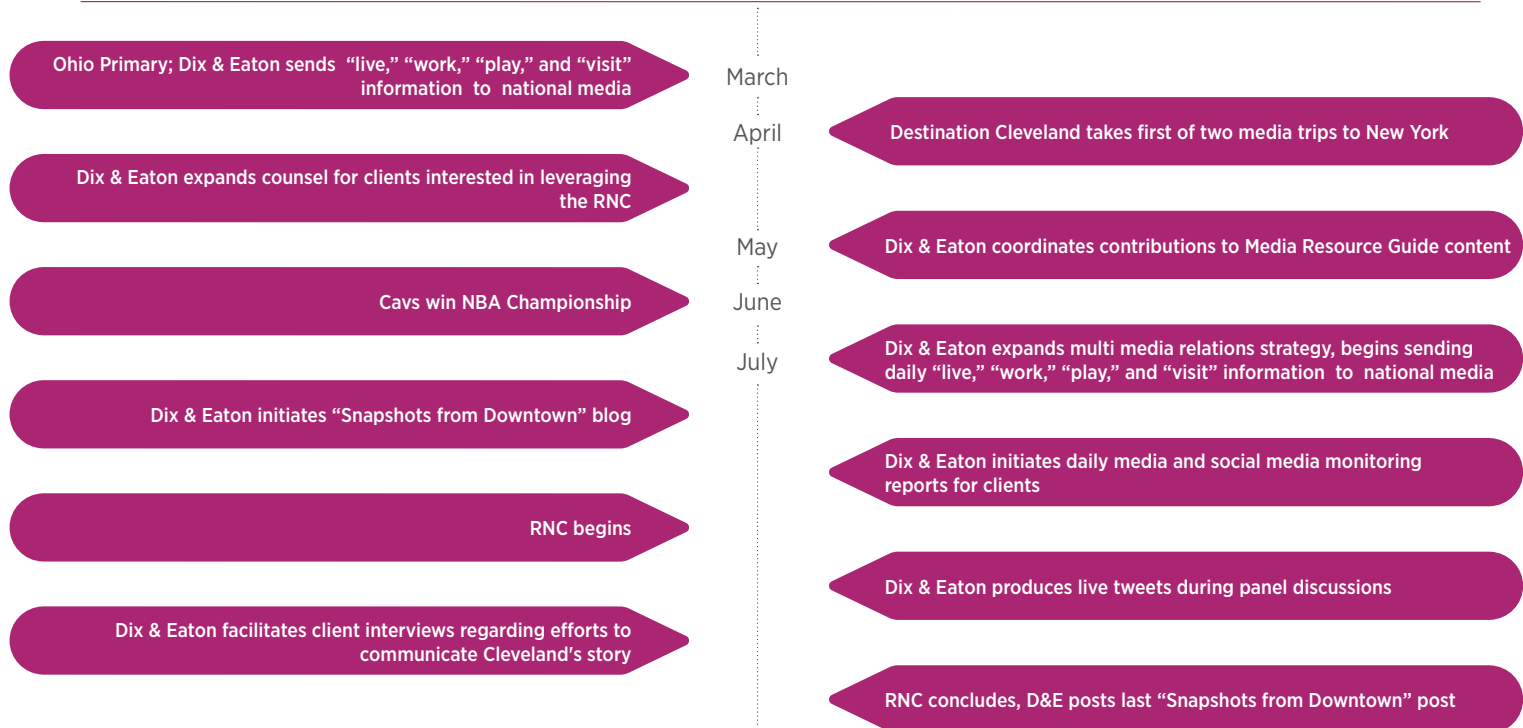 Ohio Primary; Dix & Eaton sends “live,” “work,” “play,” and “visit”
information to national media
March
April
Destination Cleveland takes first of two media trips to New York
Dix & Eaton expands counsel for clients interested in leveraging
the RNC
May
Dix & Eaton coordinates contributions to Media Resource Guide content
Cavs win NBA Championship
June
July
Dix & Eaton expands multi media relations strategy, begins sending
daily “live,” “work,” “play,” and “visit” information to national media
Dix & Eaton initiates “Snapshots from Downtown” blog
Dix & Eaton initiates daily media and social media monitoring
reports for clients
RNC begins
Dix & Eaton produces live tweets during panel discussions
Dix & Eaton facilitates client interviews regarding efforts to
communicate Cleveland's story
RNC concludes, D&E posts last “Snapshots from Downtown” post